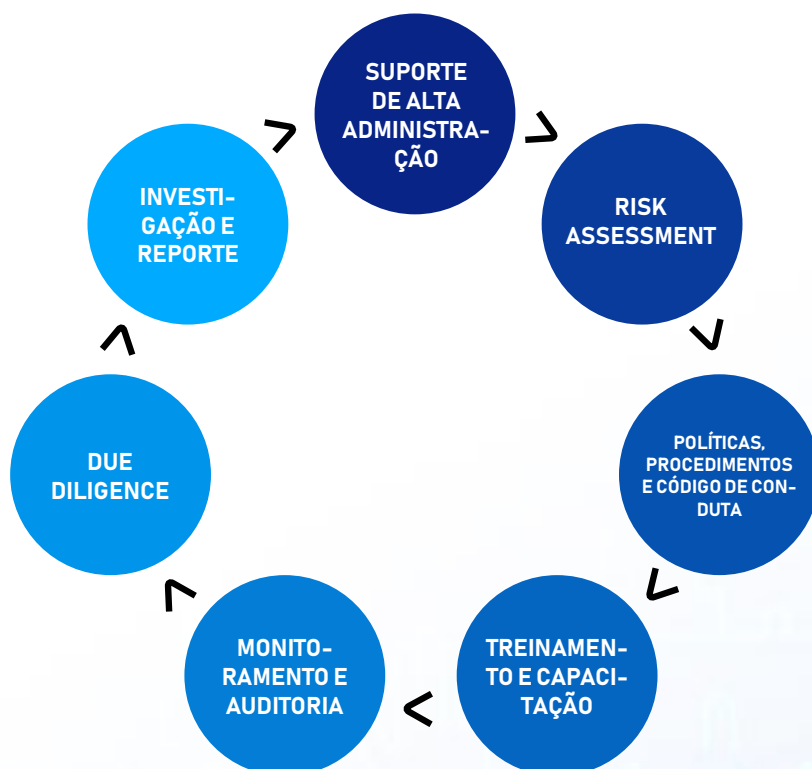 SUPORTE
DE ALTA
ADMINISTRA-
ÇÃO
RISK
ASSESSMENT
POLÍTICAS,
PROCEDIMENTOS
E CÓDIGO DE CON-
DUTA
TREINAMEN-
TO E CAPACI-
TAÇÃO
MONITO-
RAMENTO E
AUDITORIA
DUE
DILIGENCE
INVESTI-
GAÇÃO E
REPORTE